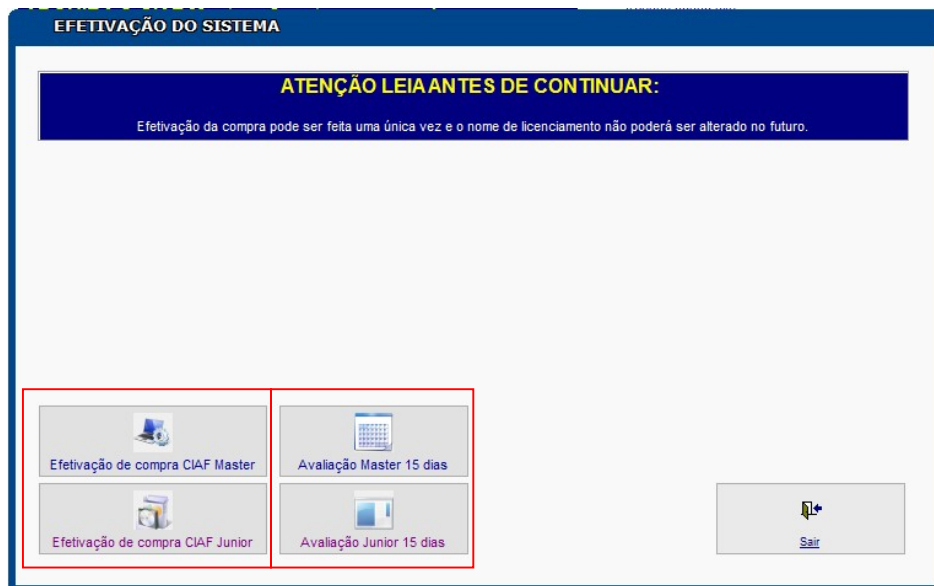 EFETIVAÇÃO DO SISTEMA
ATENÇÃO LEIA ANTES DE CONTINUAR:
Efetivação da compra pode ser feita uma única vez e o nome de licenciamento não poderá ser alterado no futuro.
Efetivação de compra CIAF Master
Avaliação Master 15 dias
Efetivação de compra CIAF Junior
Avaliação Junior 15 dias
Sair